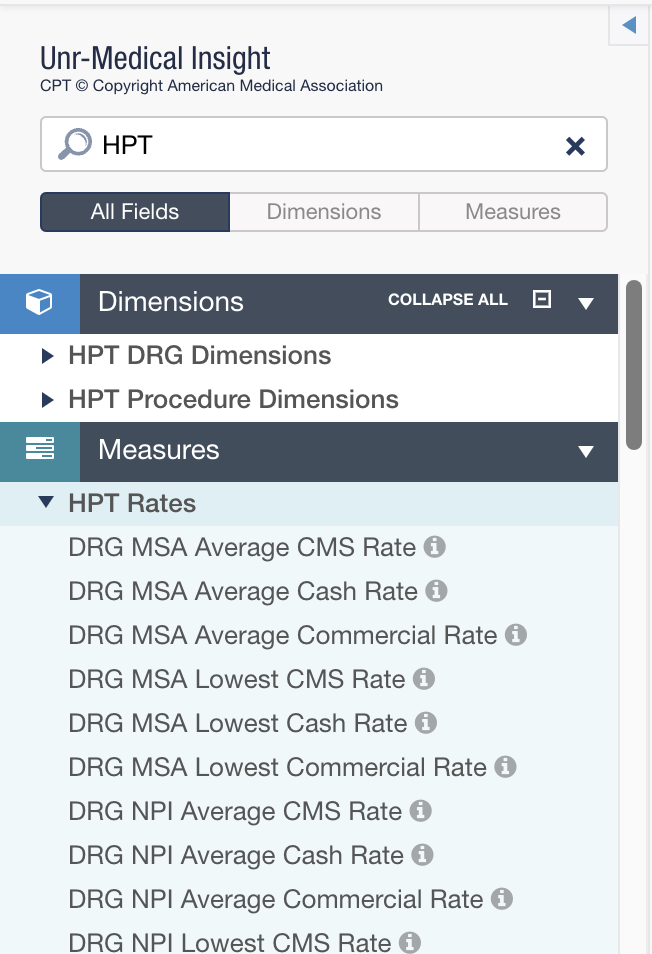 Unr-Medical Insight
CPT © Copyright American Medical Association
HPT
All Fields Dimensions Measures
Dimensions COLLAPSE ALL
HPT DRG Dimensions
HPT Procedure Dimensions
Measures
HPT Rates
DRG MSA Average CMS Rate
DRG MSA Average Cash Rate
DRG MSA Average Commercial Rate
DRG MSA Lowest CMS Rate
DRG MSA Lowest Cash Rate
DRG MSA Lowest Commercial Rate
DRG NPI Average CMS Rate
DRG NPI Average Cash Rate
DRG NPI Average Commercial Rate
DRG NPI Lowest CMS Rate